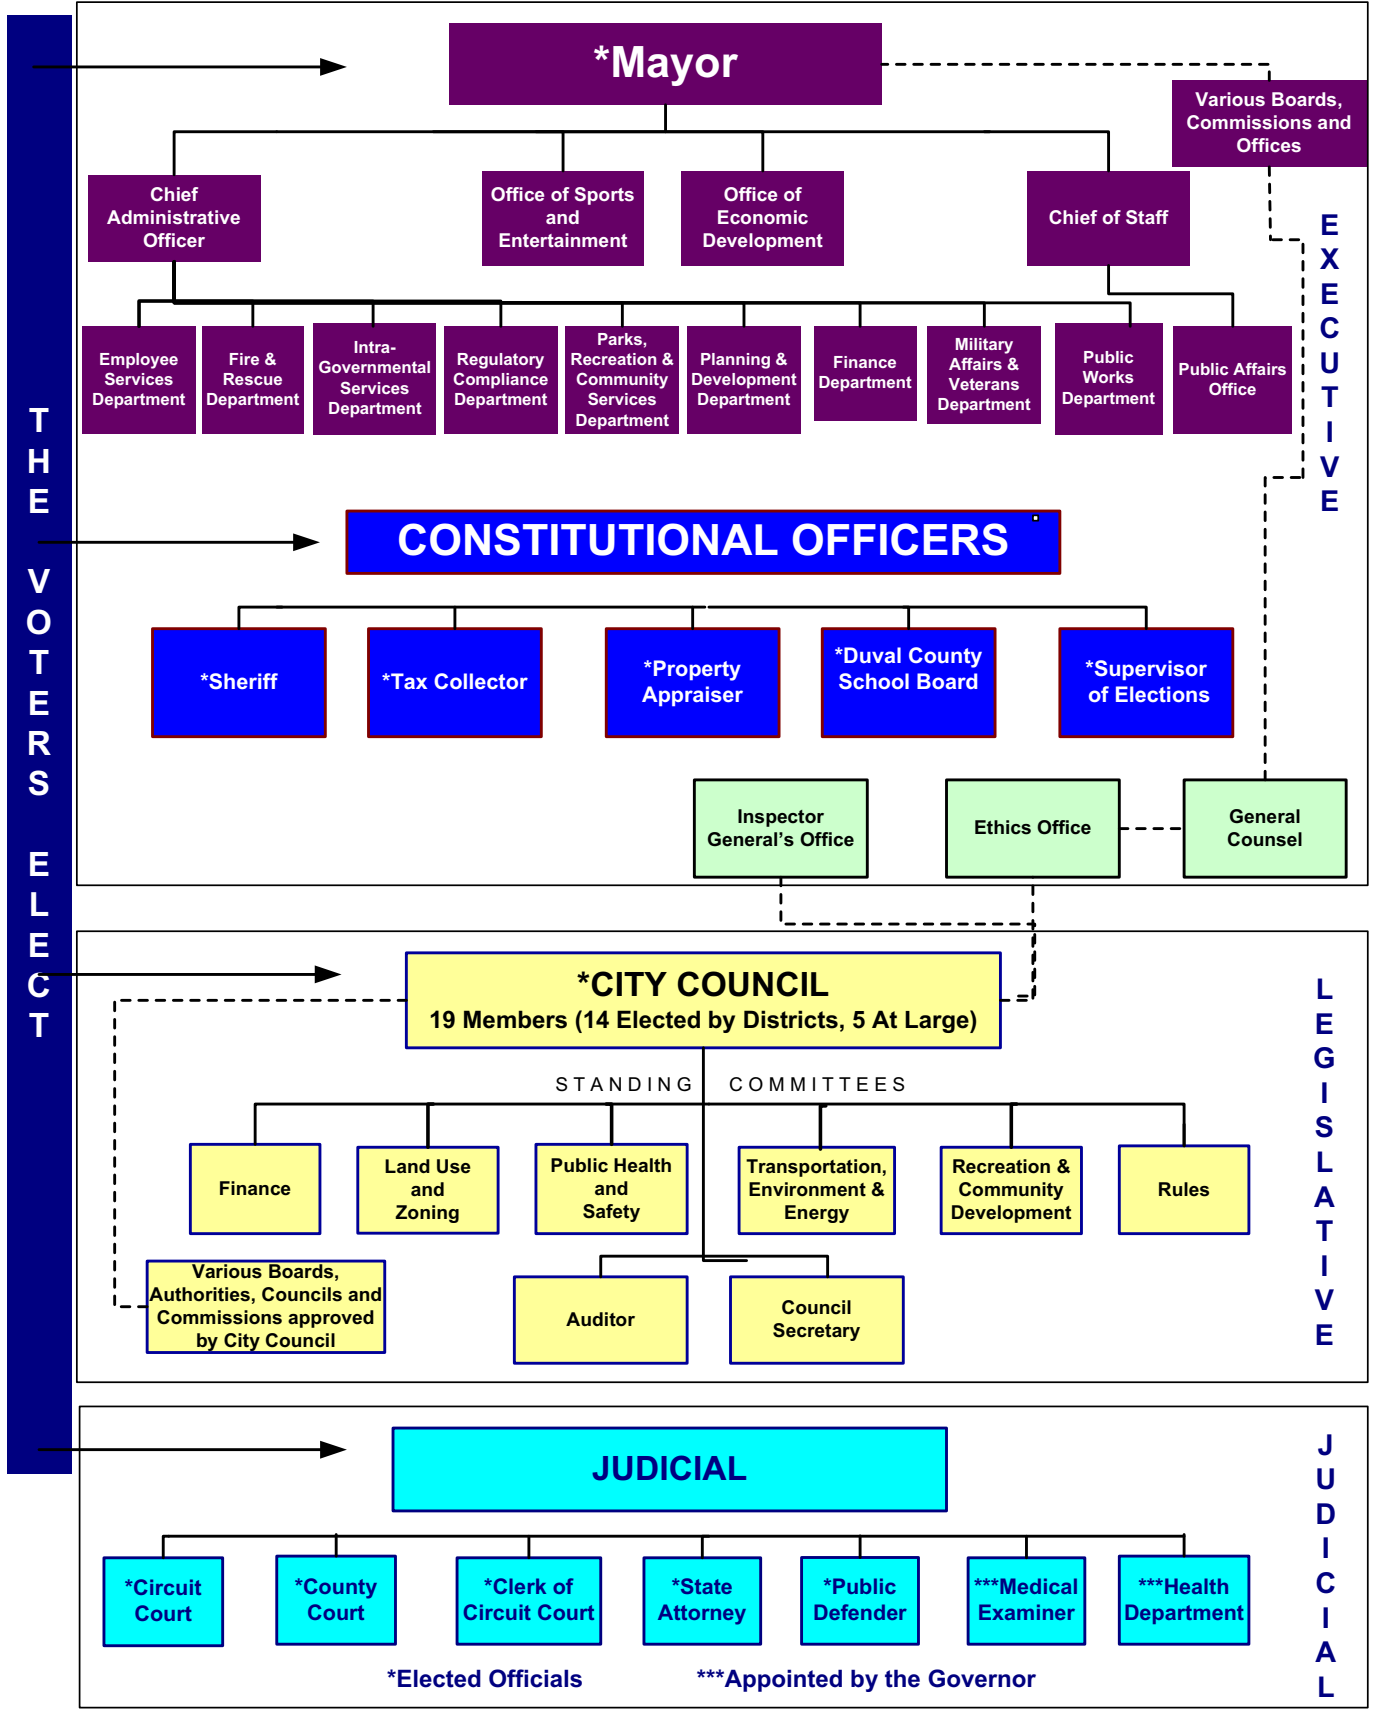 THE VOTERS ELECT
*Mayor
Various Boards,
Commissions and
Offices
Chief
Administrative
Officer
Office of Sports
and
Entertainment
Office of
Economic
Development
Chief of Staff
EXECUTIVE
Employee
Services
Department
Fire &
Rescue
Department
Intra-
Governmental
Services
Department
Regulatory
Compliance
Department
Parks,
Recreation &
Community
Services
Department
Planning &
Development
Department
Finance
Department
Military
Affairs &
Veterans
Department
Public
Works
Department
Public Affairs
Office
CONSTITUTIONAL OFFICERS
*Sheriff
*Tax Collector
*Property
Appraiser
*Duval County
School Board
*Supervisor
of Elections
Inspector
General’s Office
Ethics Office
General
Counsel
*CITY COUNCIL
19 Members (14 Elected by Districts, 5 At Large)
LEGISLATIVE
STANDING COMMITTEES
Finance
Land Use
and
Zoning
Public Health
and
Safety
Transportation,
Environment &
Energy
Recreation &
Community
Development
Rules
Various Boards,
Authorities, Councils and
Commissions approved
by City Council
Auditor
Council
Secretary
JUDICIAL
JUDICIAL
*Circuit
Court
*County
Court
*Clerk of
Circuit Court
*State
Attorney
*Public
Defender
***Medical
Examiner
***Health
Department
*Elected Officials
***Appointed by the Governor